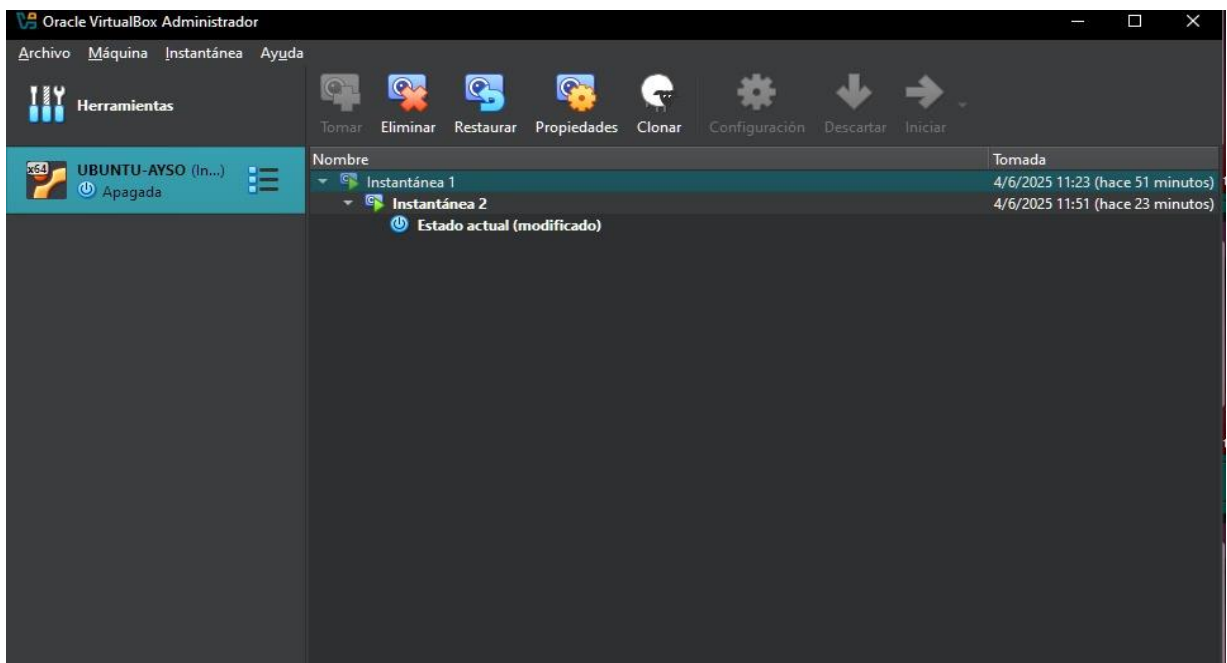 Oracle VirtualBox Administrador
Archivo Máquina Instantánea Ayuda
Herramientas
Tomar Eliminar Restaurar Propiedades Clonar Configuración Descartar Iniciar
x64
UBUNTU-AYSO (In...)
Apagada
Nombre Tomada
Instantánea 1 4/6/2025 11:23 (hace 51 minutos)
Instantánea 2 4/6/2025 11:51 (hace 23 minutos)
Estado actual (modificado)